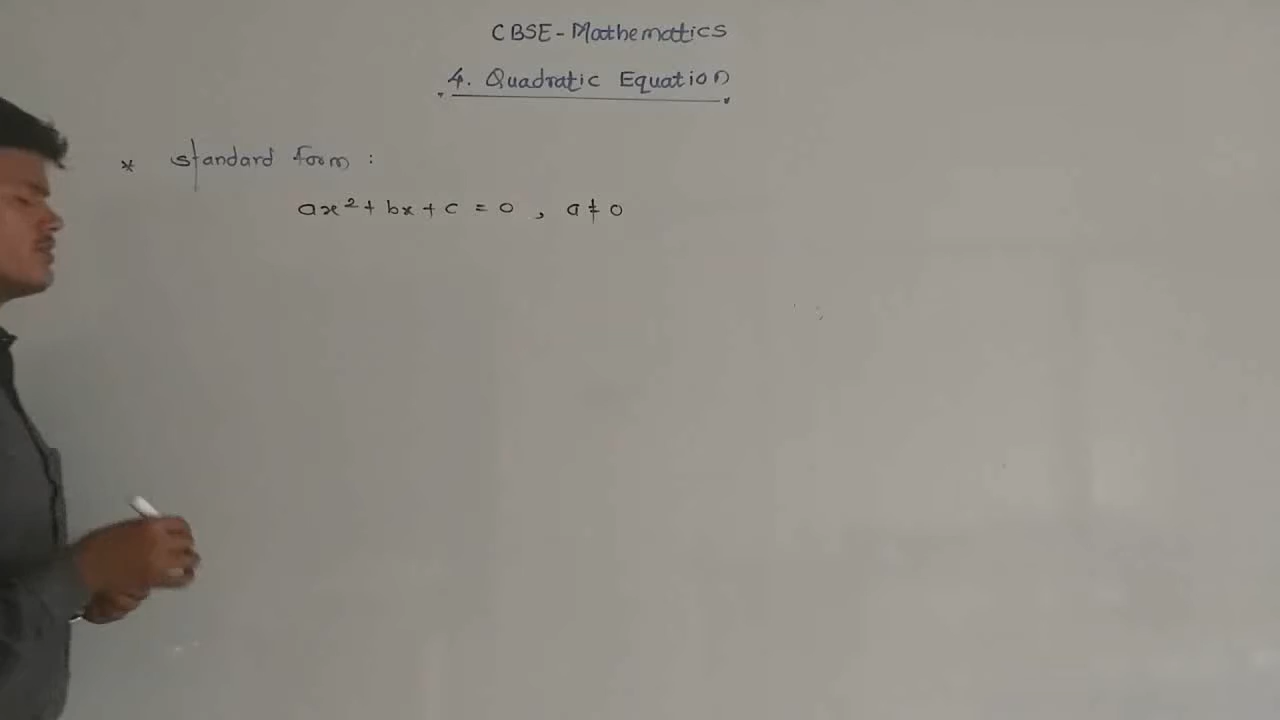 CBSE-Mathematics
4. Quadratic Equation
* Standard form :
ax² + bx + c = 0 , a ≠ 0